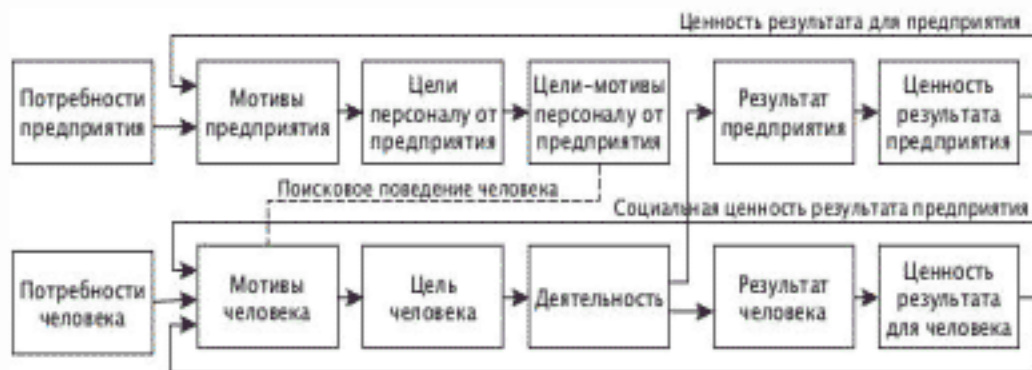 Ценность результата для предприятия
Потребности
предприятия
Мотивы
предприятия
Цели
персоналу от
предприятия
Цели-мотивы
персоналу от
предприятия
Результат
предприятия
Ценность
результата
предприятия
Поисковое поведение человека
Социальная ценность результата предприятия
Потребности
человека
Мотивы
человека
Цель
человека
Деятельность
Результат
человека
Ценность
результата
для человека